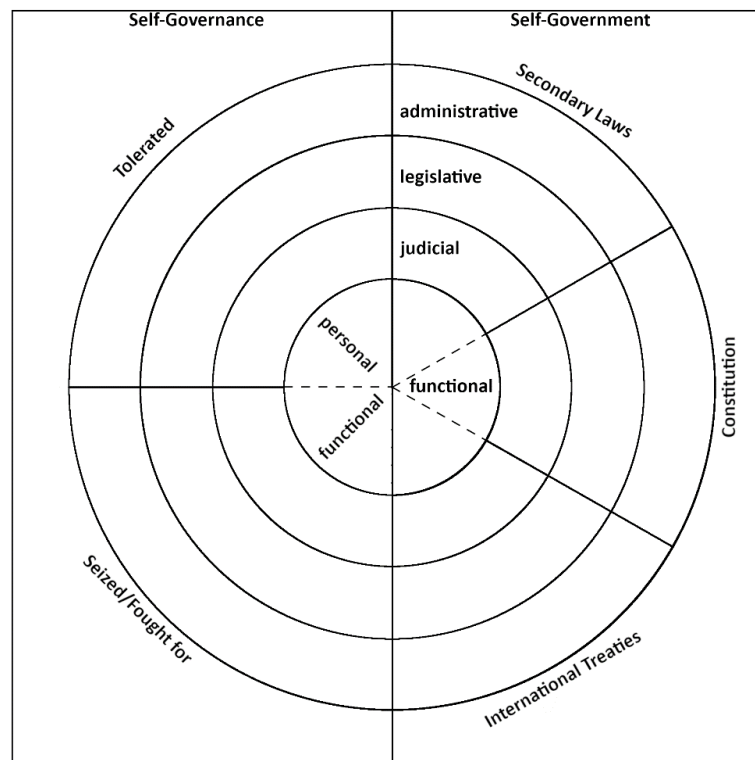 Self-Governance
Self-Government
Secondary Laws
administrative
Tolerated
legislative
judicial
personal
functional
functional
Constitution
Seized/Fought for
International Treaties